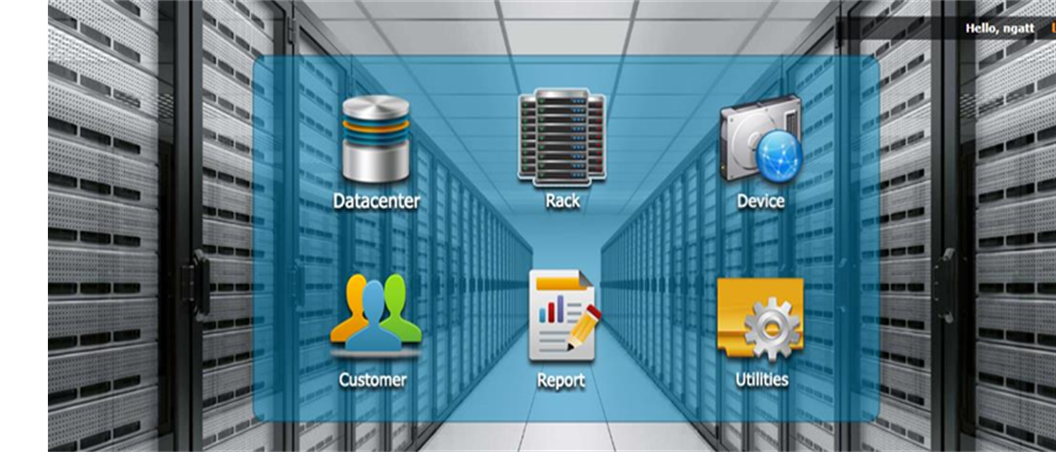 Hello, ngatt
Datacenter
Rack
Device
Customer
Report
Utilities